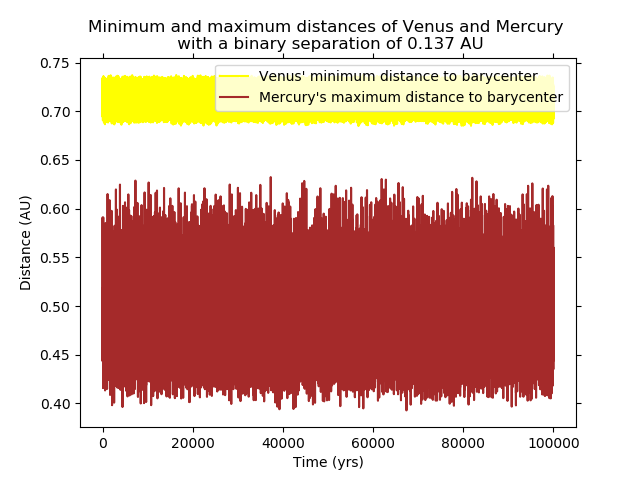 Minimum and maximum distances of Venus and Mercury
with a binary separation of 0.137 AU
Venus' minimum distance to barycenter
Mercury's maximum distance to barycenter
Distance (AU)
0.75
0.70
0.65
0.60
0.55
0.50
0.45
0.40
0 20000 40000 60000 80000 100000
Time (yrs)